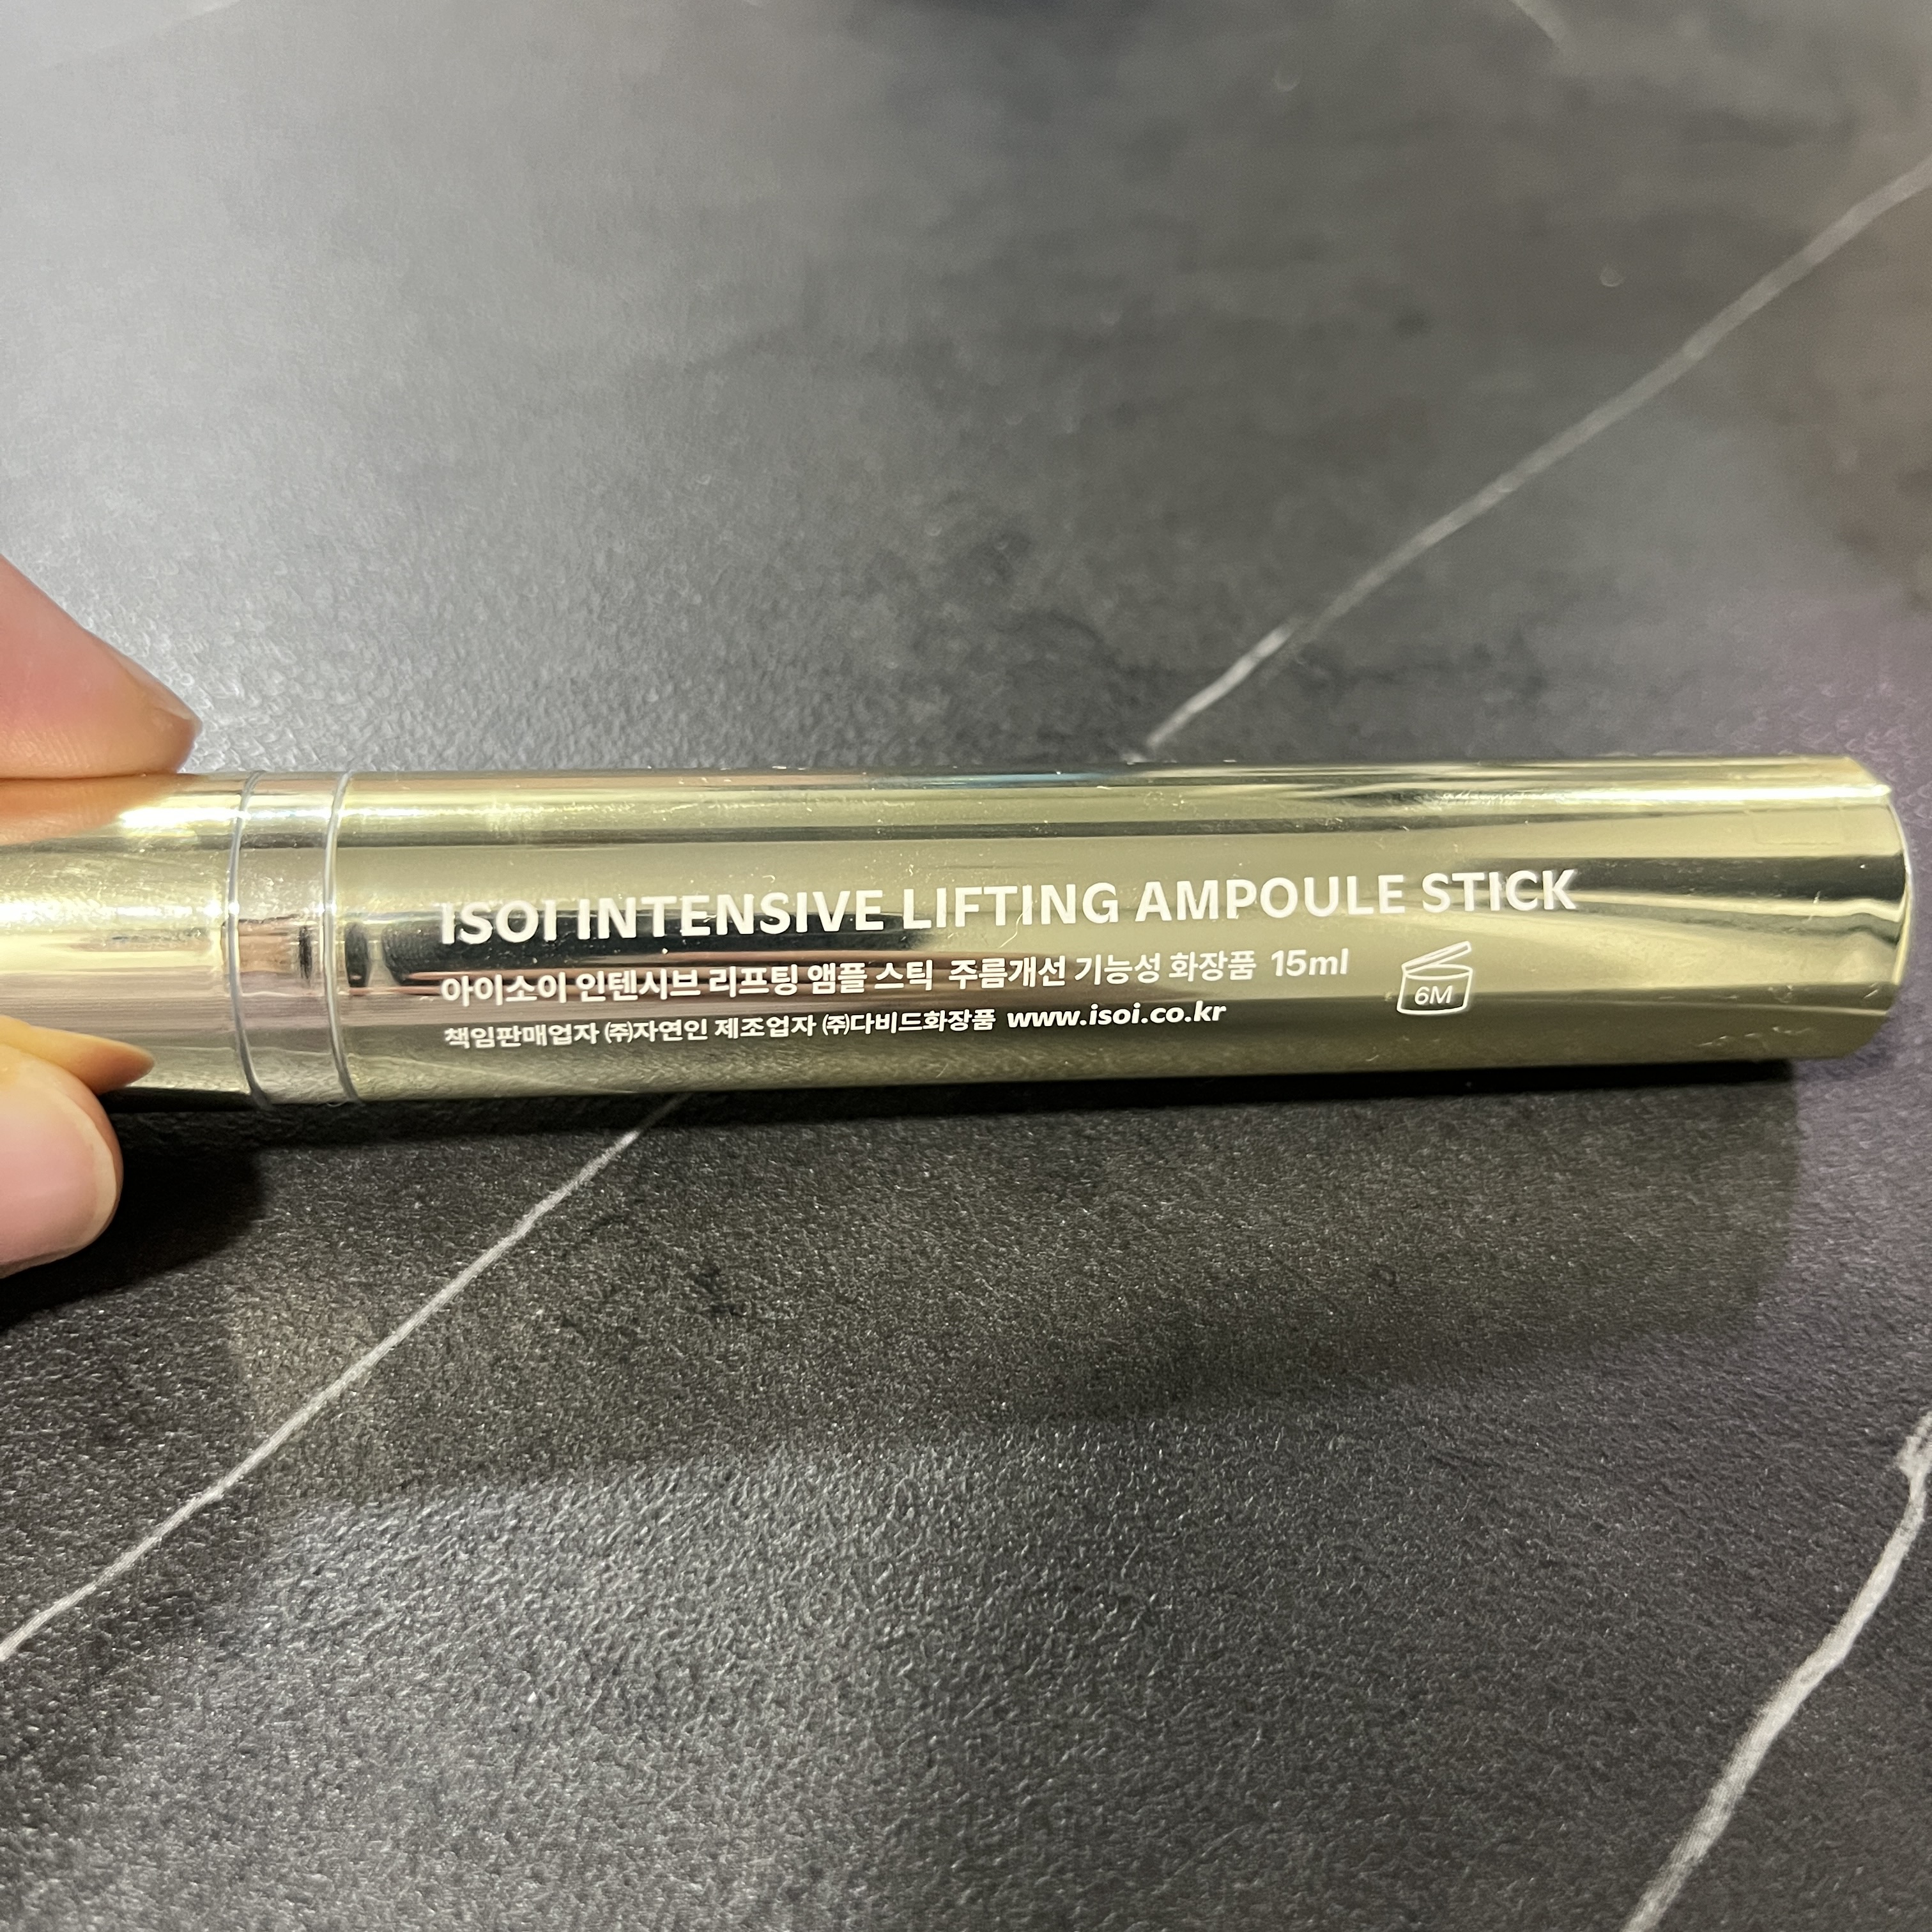 ISOI INTENSIVE LIFTING AMPOULE STICK
아이소이 인텐시브 리프팅 앰플 스틱 주름개선 기능성 화장품 15ml
6M
책임판매업자 ㈜자연인 제조업자 ㈜다비드화장품 www.isoi.co.kr